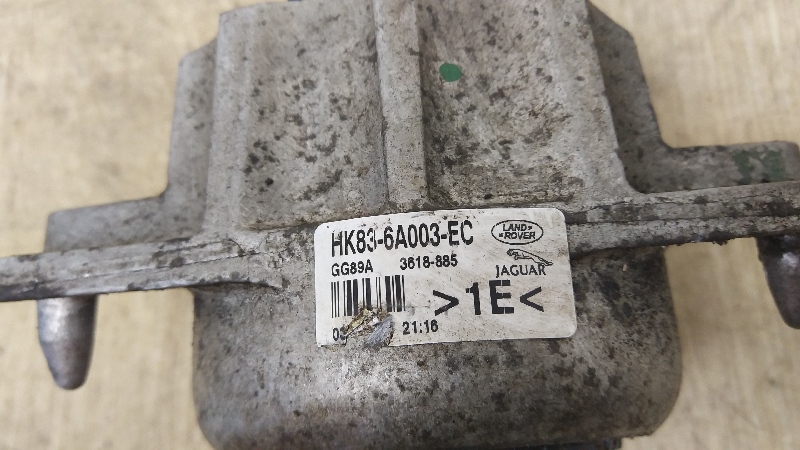 HK83-6A003-EC
LAND-
ROVER
GG89A 3618-885
JAGUAR
>1E<
21:16